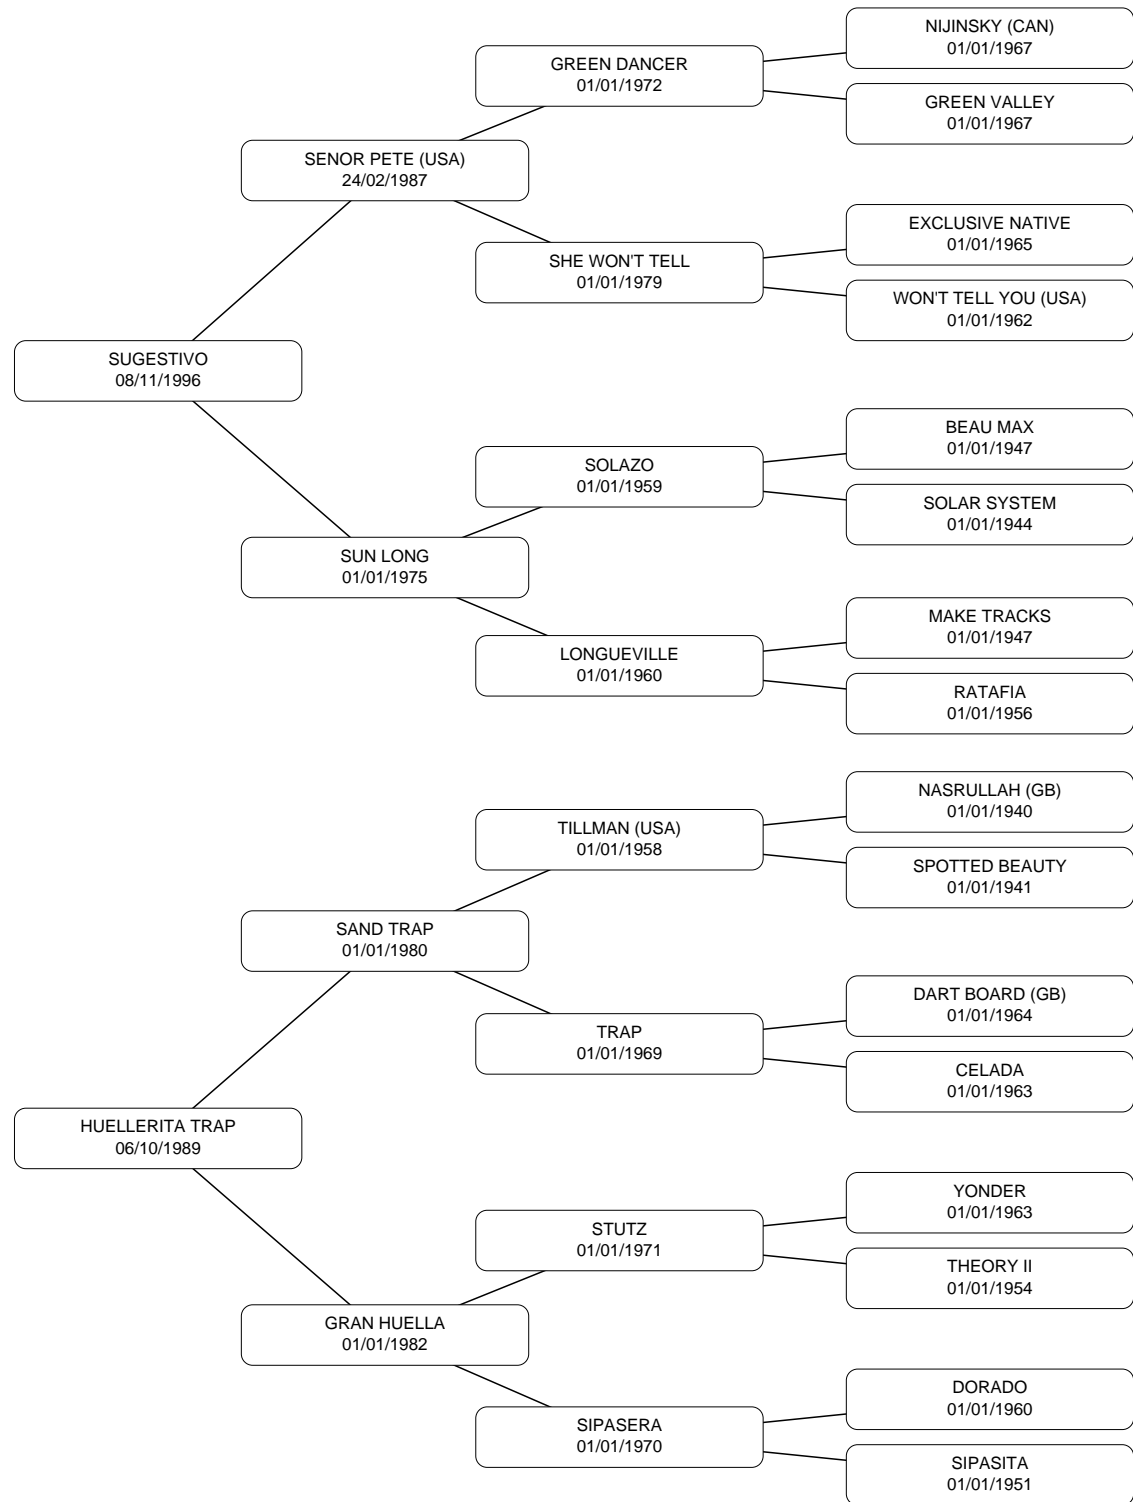 NIJINSKY (CAN)
01/01/1967
GREEN DANCER
01/01/1972
GREEN VALLEY
01/01/1967
SENOR PETE (USA)
24/02/1987
EXCLUSIVE NATIVE
01/01/1965
SHE WON'T TELL
01/01/1979
WON'T TELL YOU (USA)
01/01/1962
SUGESTIVO
08/11/1996
BEAU MAX
01/01/1947
SOLAZO
01/01/1959
SOLAR SYSTEM
01/01/1944
SUN LONG
01/01/1975
MAKE TRACKS
01/01/1947
LONGUEVILLE
01/01/1960
RATAFIA
01/01/1956
NASRULLAH (GB)
01/01/1940
TILLMAN (USA)
01/01/1958
SPOTTED BEAUTY
01/01/1941
SAND TRAP
01/01/1980
DART BOARD (GB)
01/01/1964
TRAP
01/01/1969
CELADA
01/01/1963
HUELLERITA TRAP
06/10/1989
YONDER
01/01/1963
STUTZ
01/01/1971
THEORY II
01/01/1954
GRAN HUELLA
01/01/1982
DORADO
01/01/1960
SIPASERA
01/01/1970
SIPASITA
01/01/1951